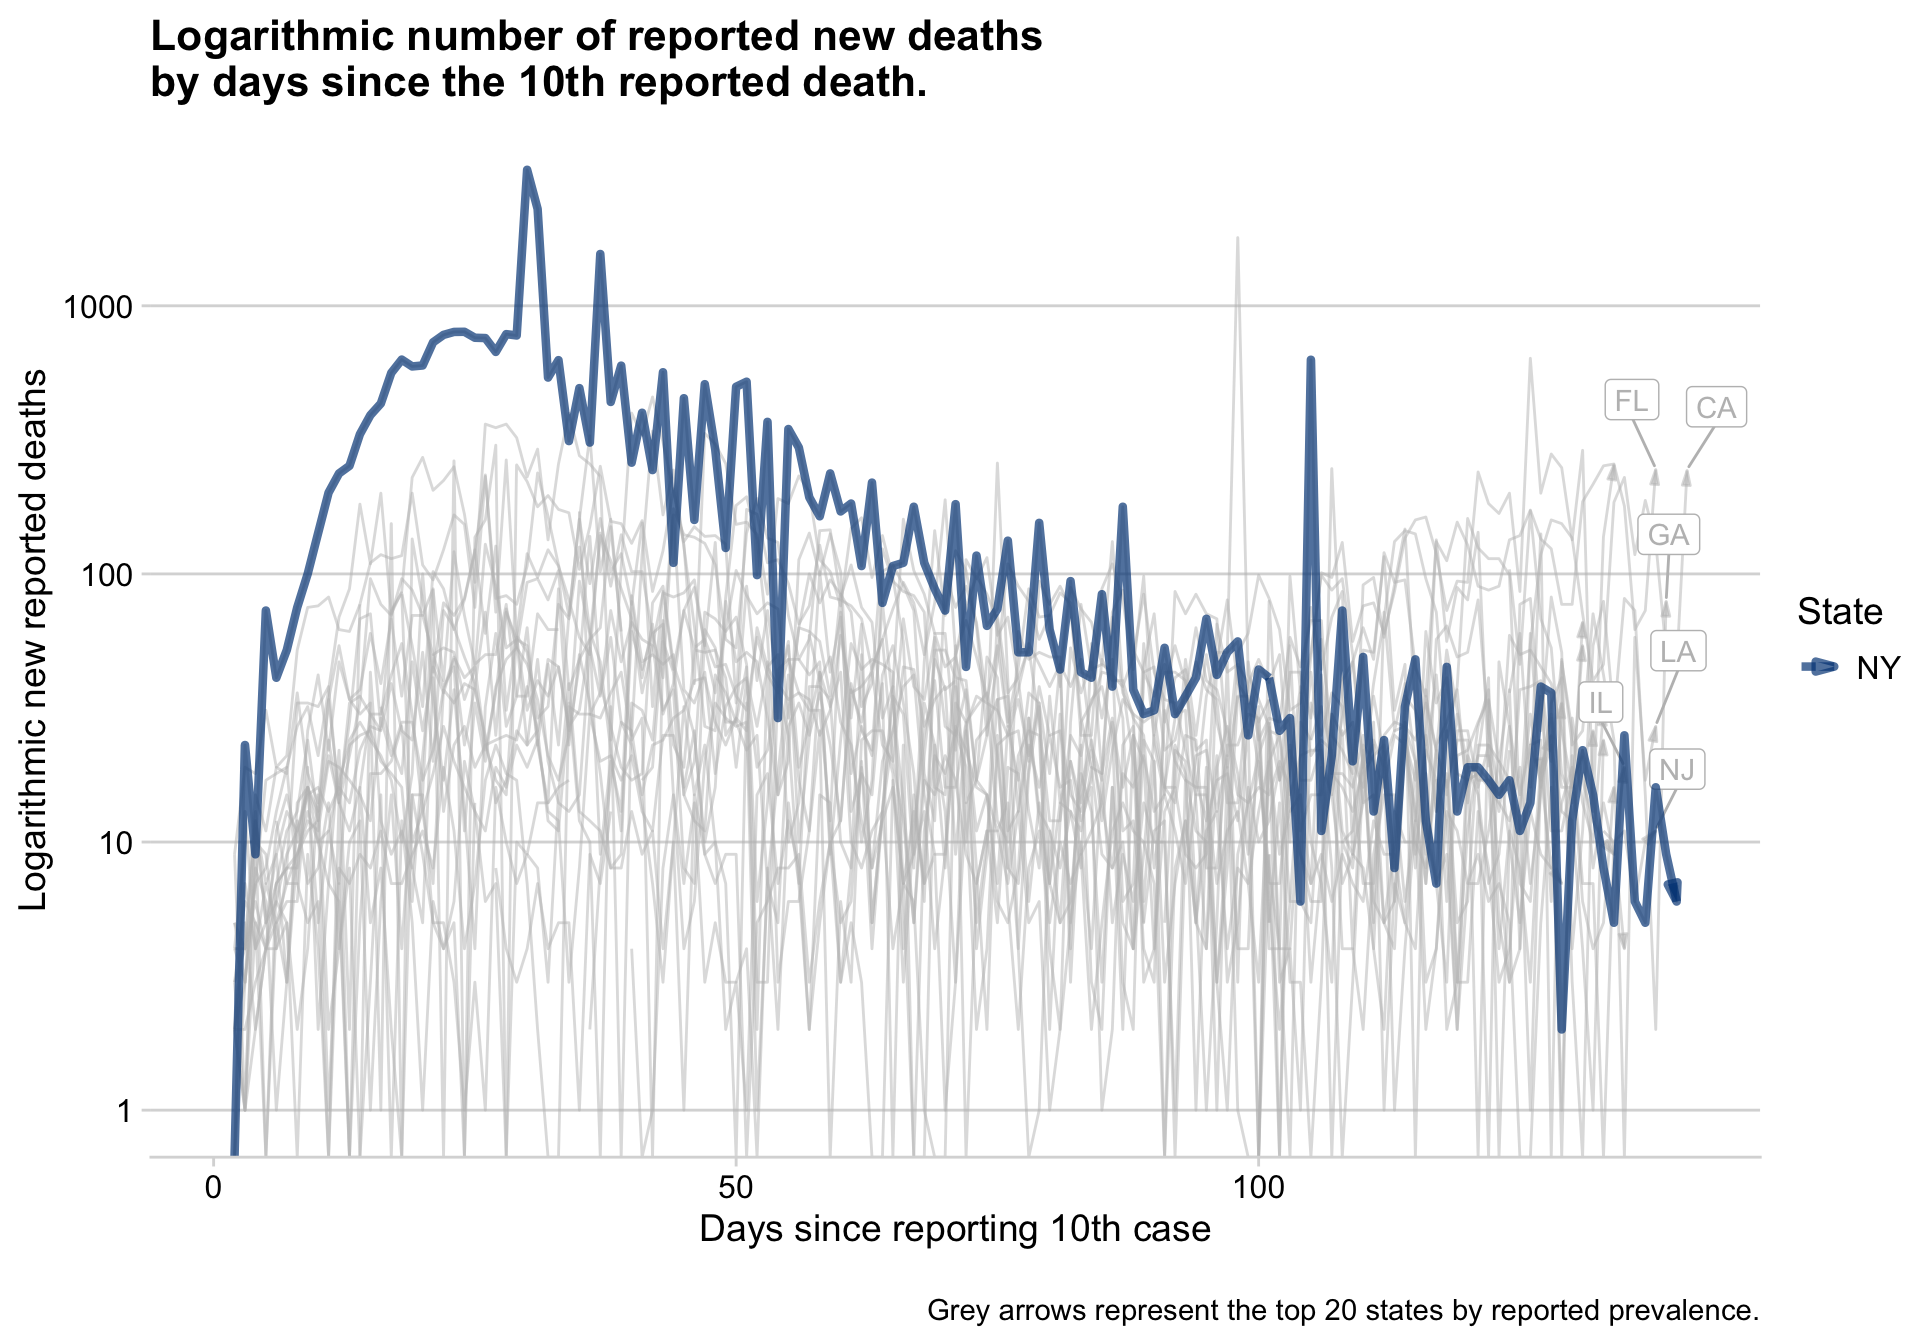 Logarithmic number of reported new deaths
by days since the 10th reported death.
Logarithmic new reported deaths
1000
100
10
1
FL
CA
GA
LA
IL
NJ
State
NY
0
50
100
Days since reporting 10th case
Grey arrows represent the top 20 states by reported prevalence.